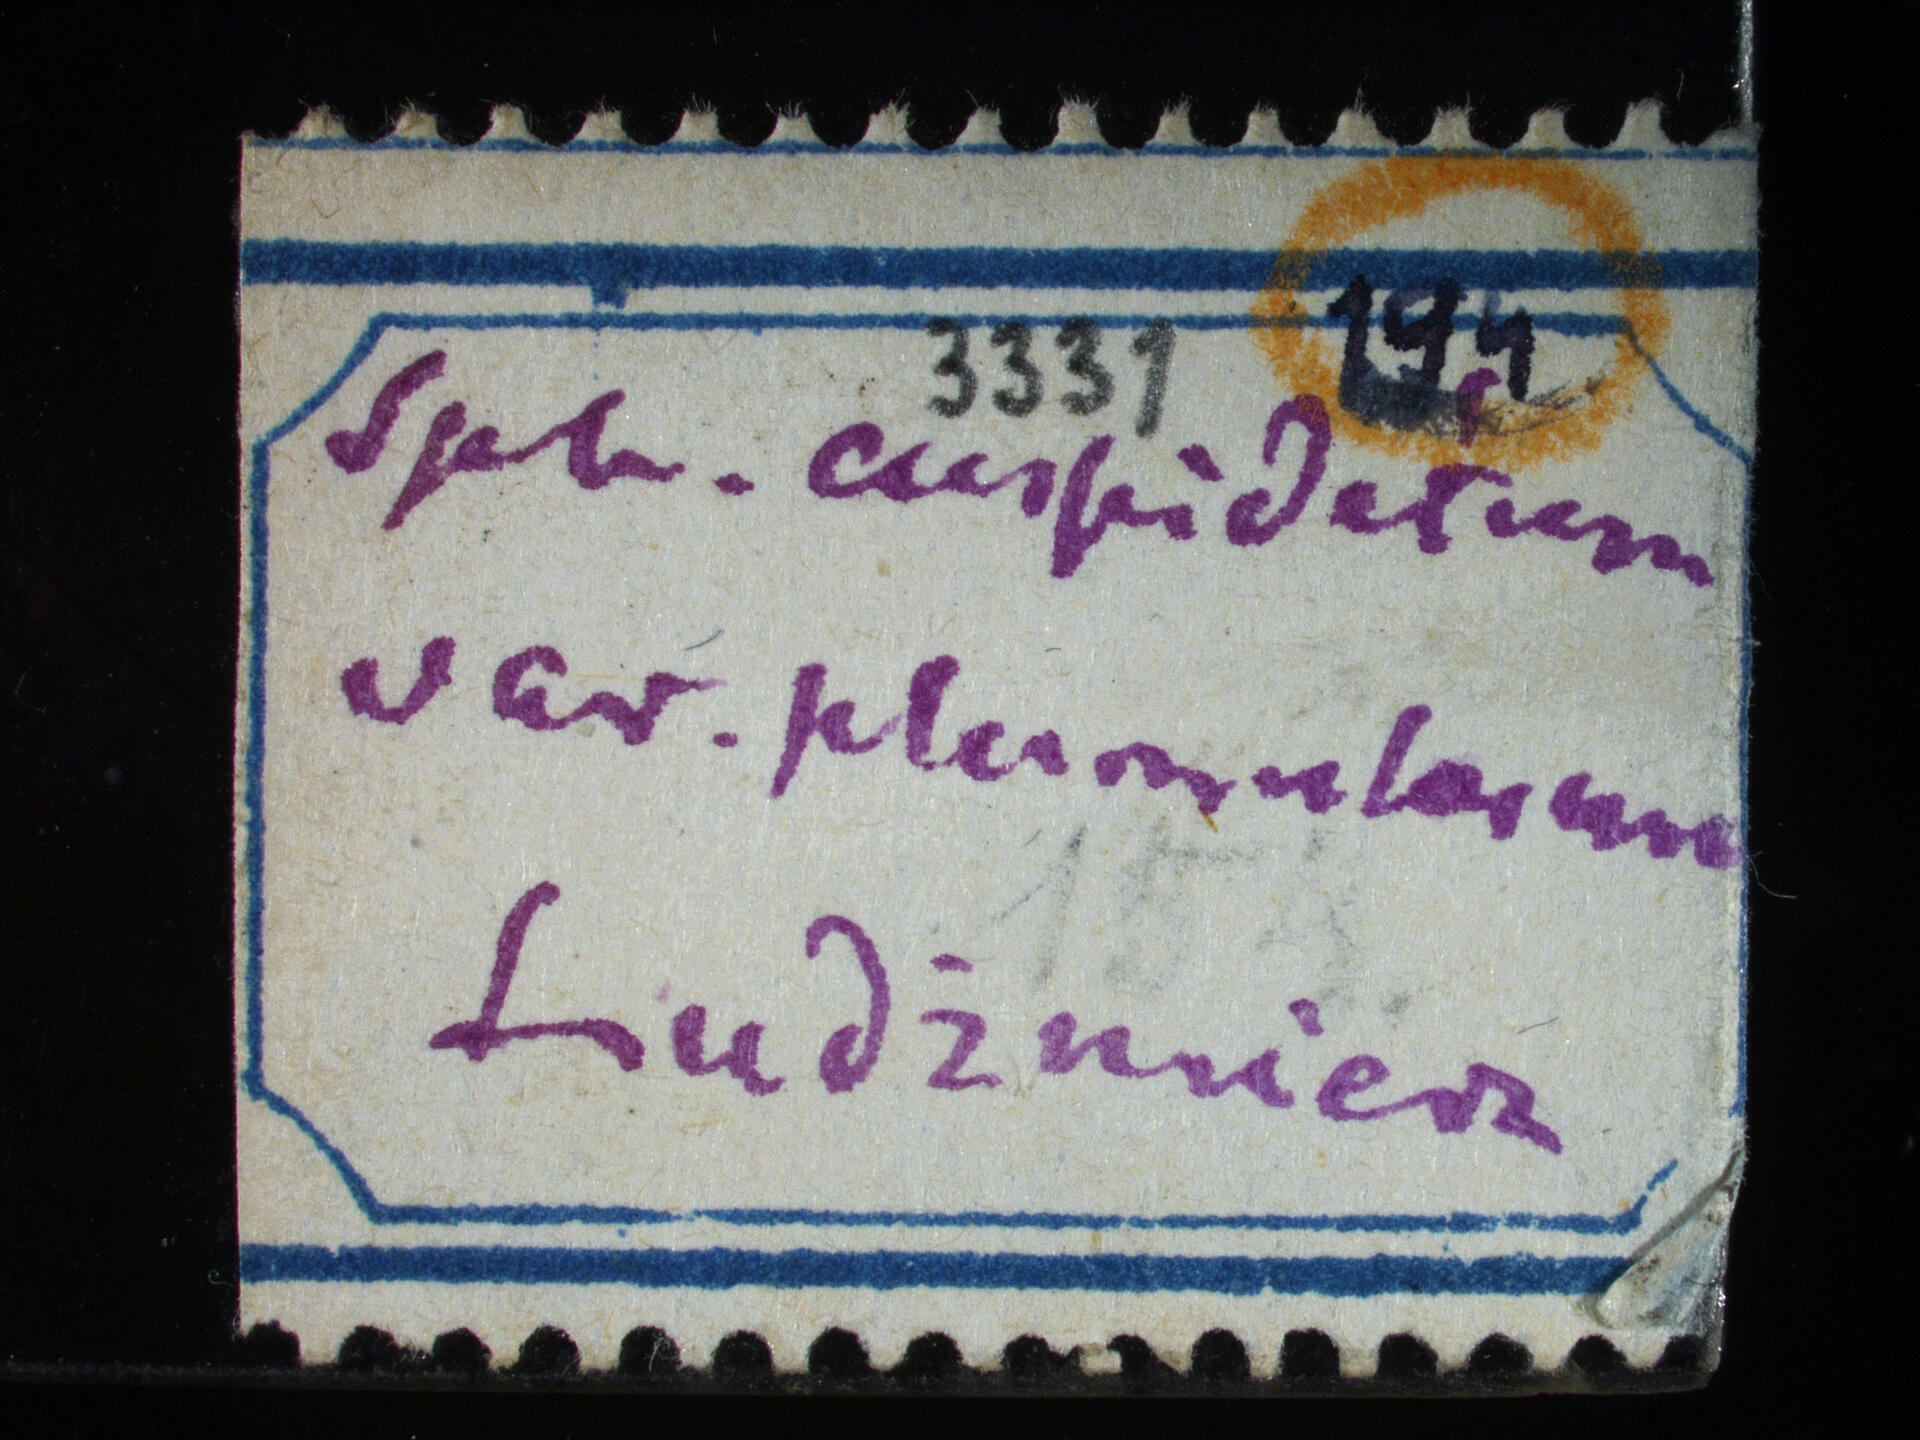 194
3331
Sph. cuspidatum
var. plumulosum
Ludźmierz